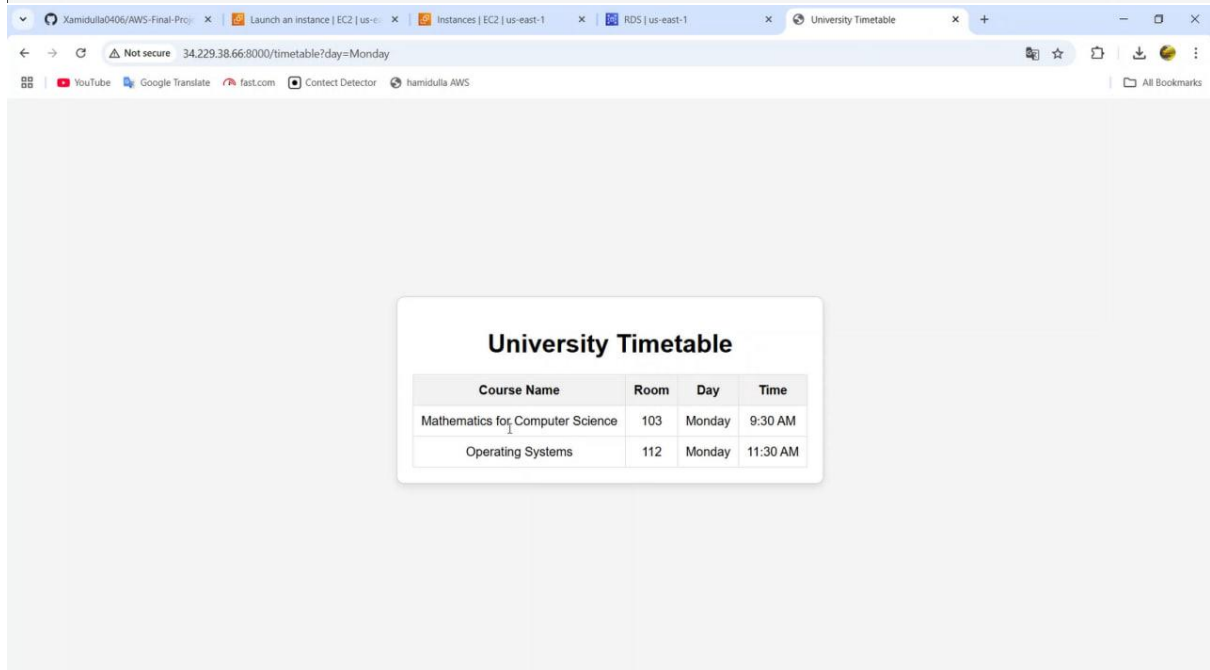 Xamidulla0406/AWS-Final-Proj
Launch an instance | EC2 | us-e
Instances | EC2 | us-east-1
RDS | us-east-1
University Timetable
Not secure 34.229.38.66:8000/timetable?day=Monday
YouTube Google Translate fast.com Contect Detector hamidulla AWS All Bookmarks
University Timetable
Course Name Room Day Time
Mathematics for Computer Science 103 Monday 9:30 AM
Operating Systems 112 Monday 11:30 AM